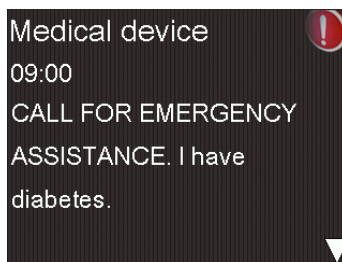 Medical device
09:00
CALL FOR EMERGENCY
ASSISTANCE. I have
diabetes.